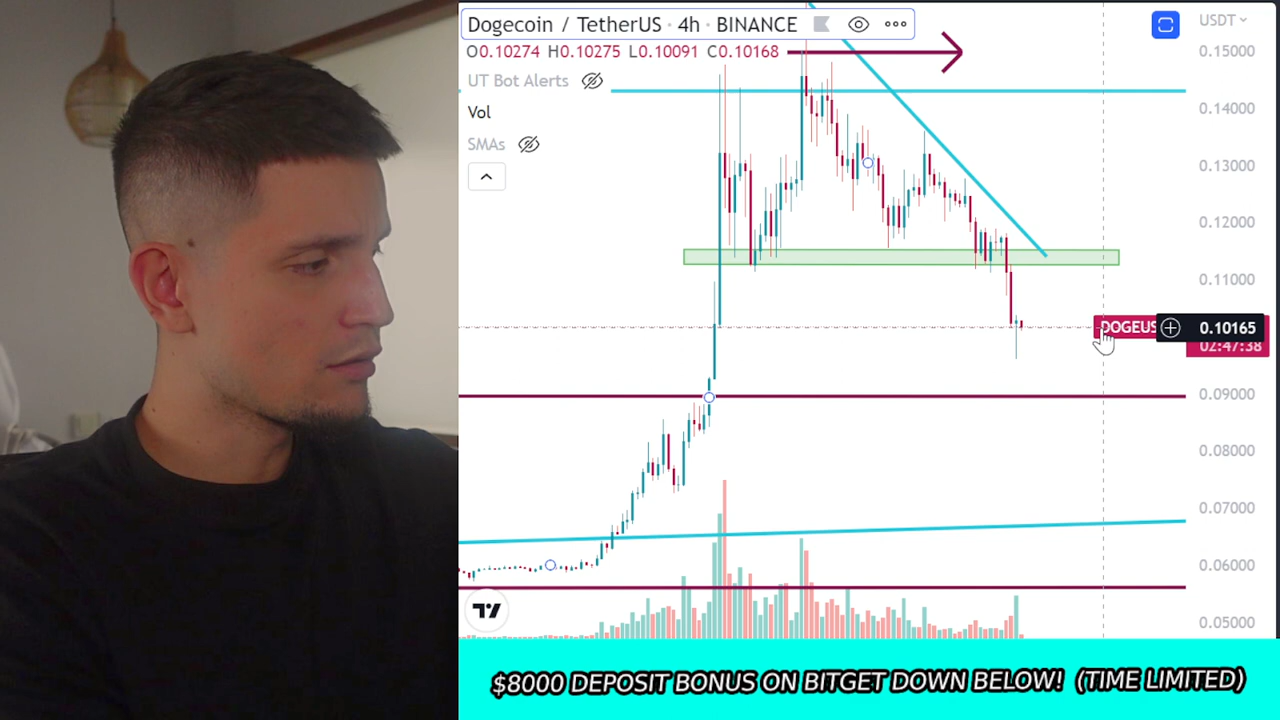 Dogecoin / TetherUS · 4h · BINANCE
USDT
O0.10274 H0.10275 L0.10091 C0.10168
UT Bot Alerts
Vol
SMAs
0.15000
0.14000
0.13000
0.12000
0.11000
DOGEUS
0.10165
02:47:38
0.09000
0.08000
0.07000
0.06000
0.05000
$8000 DEPOSIT BONUS ON BITGET DOWN BELOW! (TIME LIMITED)